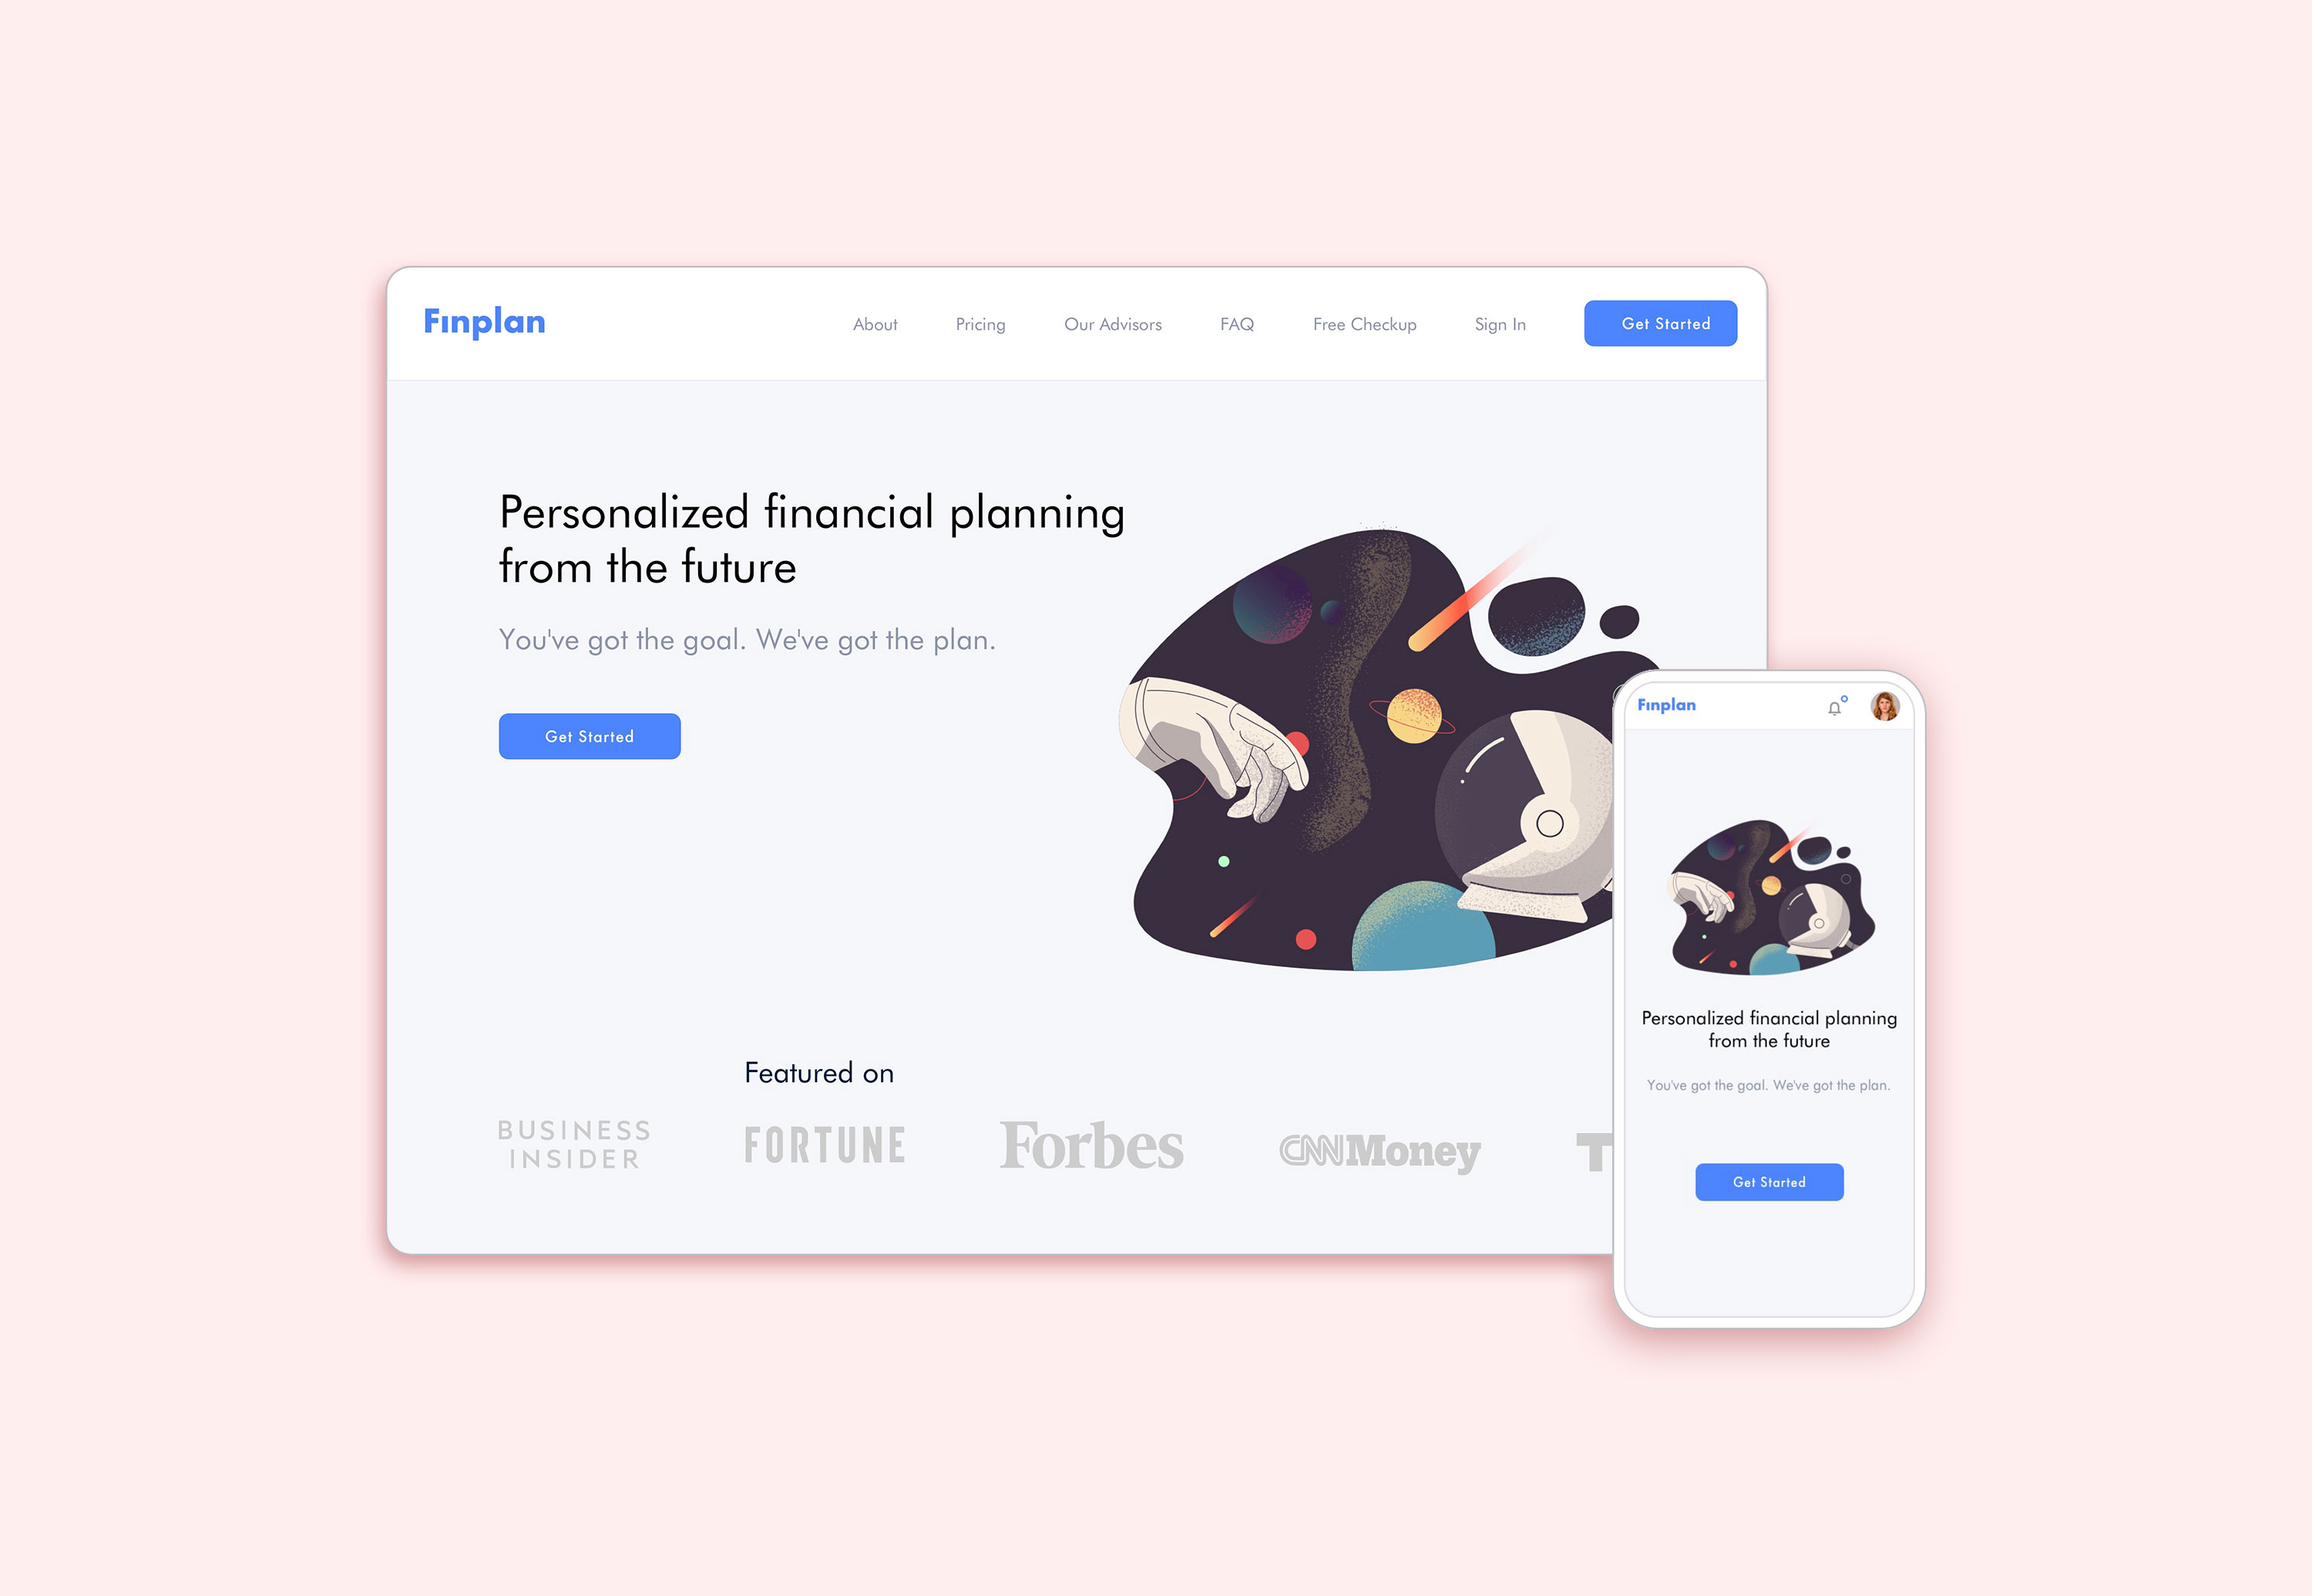 Finplan
About
Pricing
Our Advisors
FAQ
Free Checkup
Sign In
Get Started
Personalized financial planning
from the future
You've got the goal. We've got the plan.
Get Started
Featured on
BUSINESS
INSIDER
FORTUNE
Forbes
CNNMoney
T
Finplan
Personalized financial planning
from the future
You've got the goal. We've got the plan.
Get Started